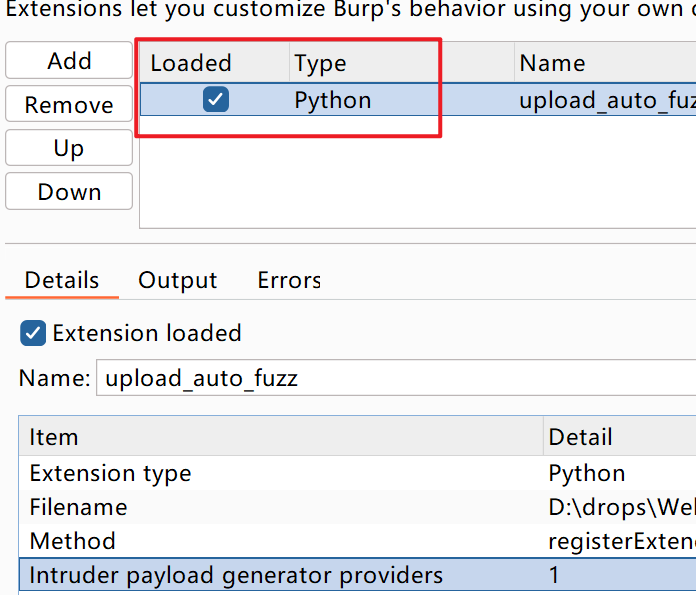 Extensions let you customize Burp's behavior using your own
Add
Loaded Type Name
Remove
Python upload_auto_fuz
Up
Down
Details Output Errors
Extension loaded
Name: upload_auto_fuzz
Item Detail
Extension type Python
Filename D:\drops\We
Method registerExten
Intruder payload generator providers 1